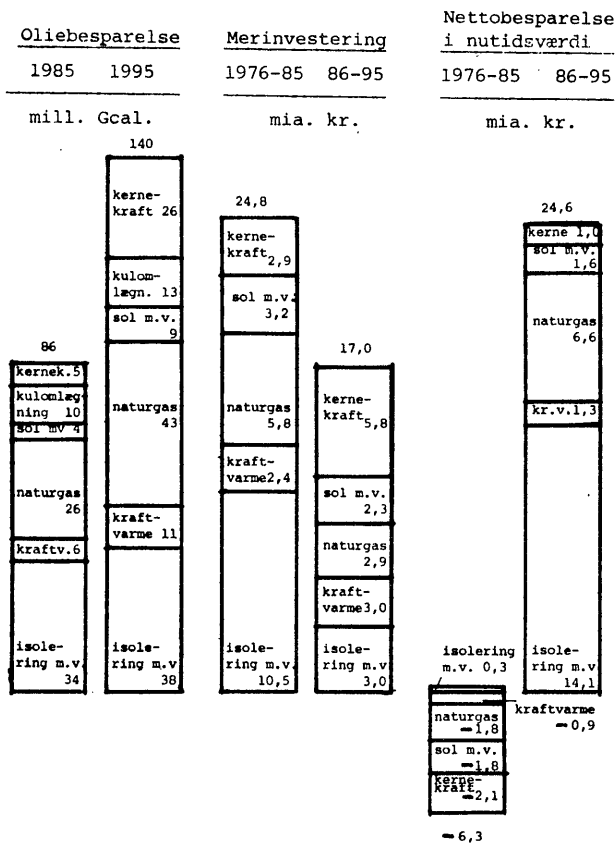 Oliebesparelse
1985 1995
mill. Gcal.
Merinvestering
1976-85 86-95
mia. kr.
Nettobesparelse
i nutidsværdi
1976-85 86-95
mia. kr.
86
kernek.5
kulomlæg-
ning 10
sol mv 4
naturgas
26
kraftv.6
isole-
ring m.v.
34
140
kerne-
kraft 26
kulom-
lægn. 13
sol m.v.
9
naturgas
43
kraft-
varme 11
isole-
ring m.v
38
24,8
kerne-
kraft 2,9
sol m.v.
3,2
naturgas
5,8
kraft-
varme2,4
isole-
ring m.v.
10,5
17,0
kerne-
kraft 5,8
sol m.v.
2,3
naturgas
2,9
kraft-
varme3,0
isole-
ring m.v
3,0
isolering
m.v. 0,3
kraftvarme
-0,9
naturgas
-1,8
sol m.v.
-1,8
kerne-
kraft -2,1
-6,3
24,6
kerne 1,0
sol m.v.
1,6
naturgas
6,6
kr.v.1,3
isole-
ring m.v
14,1